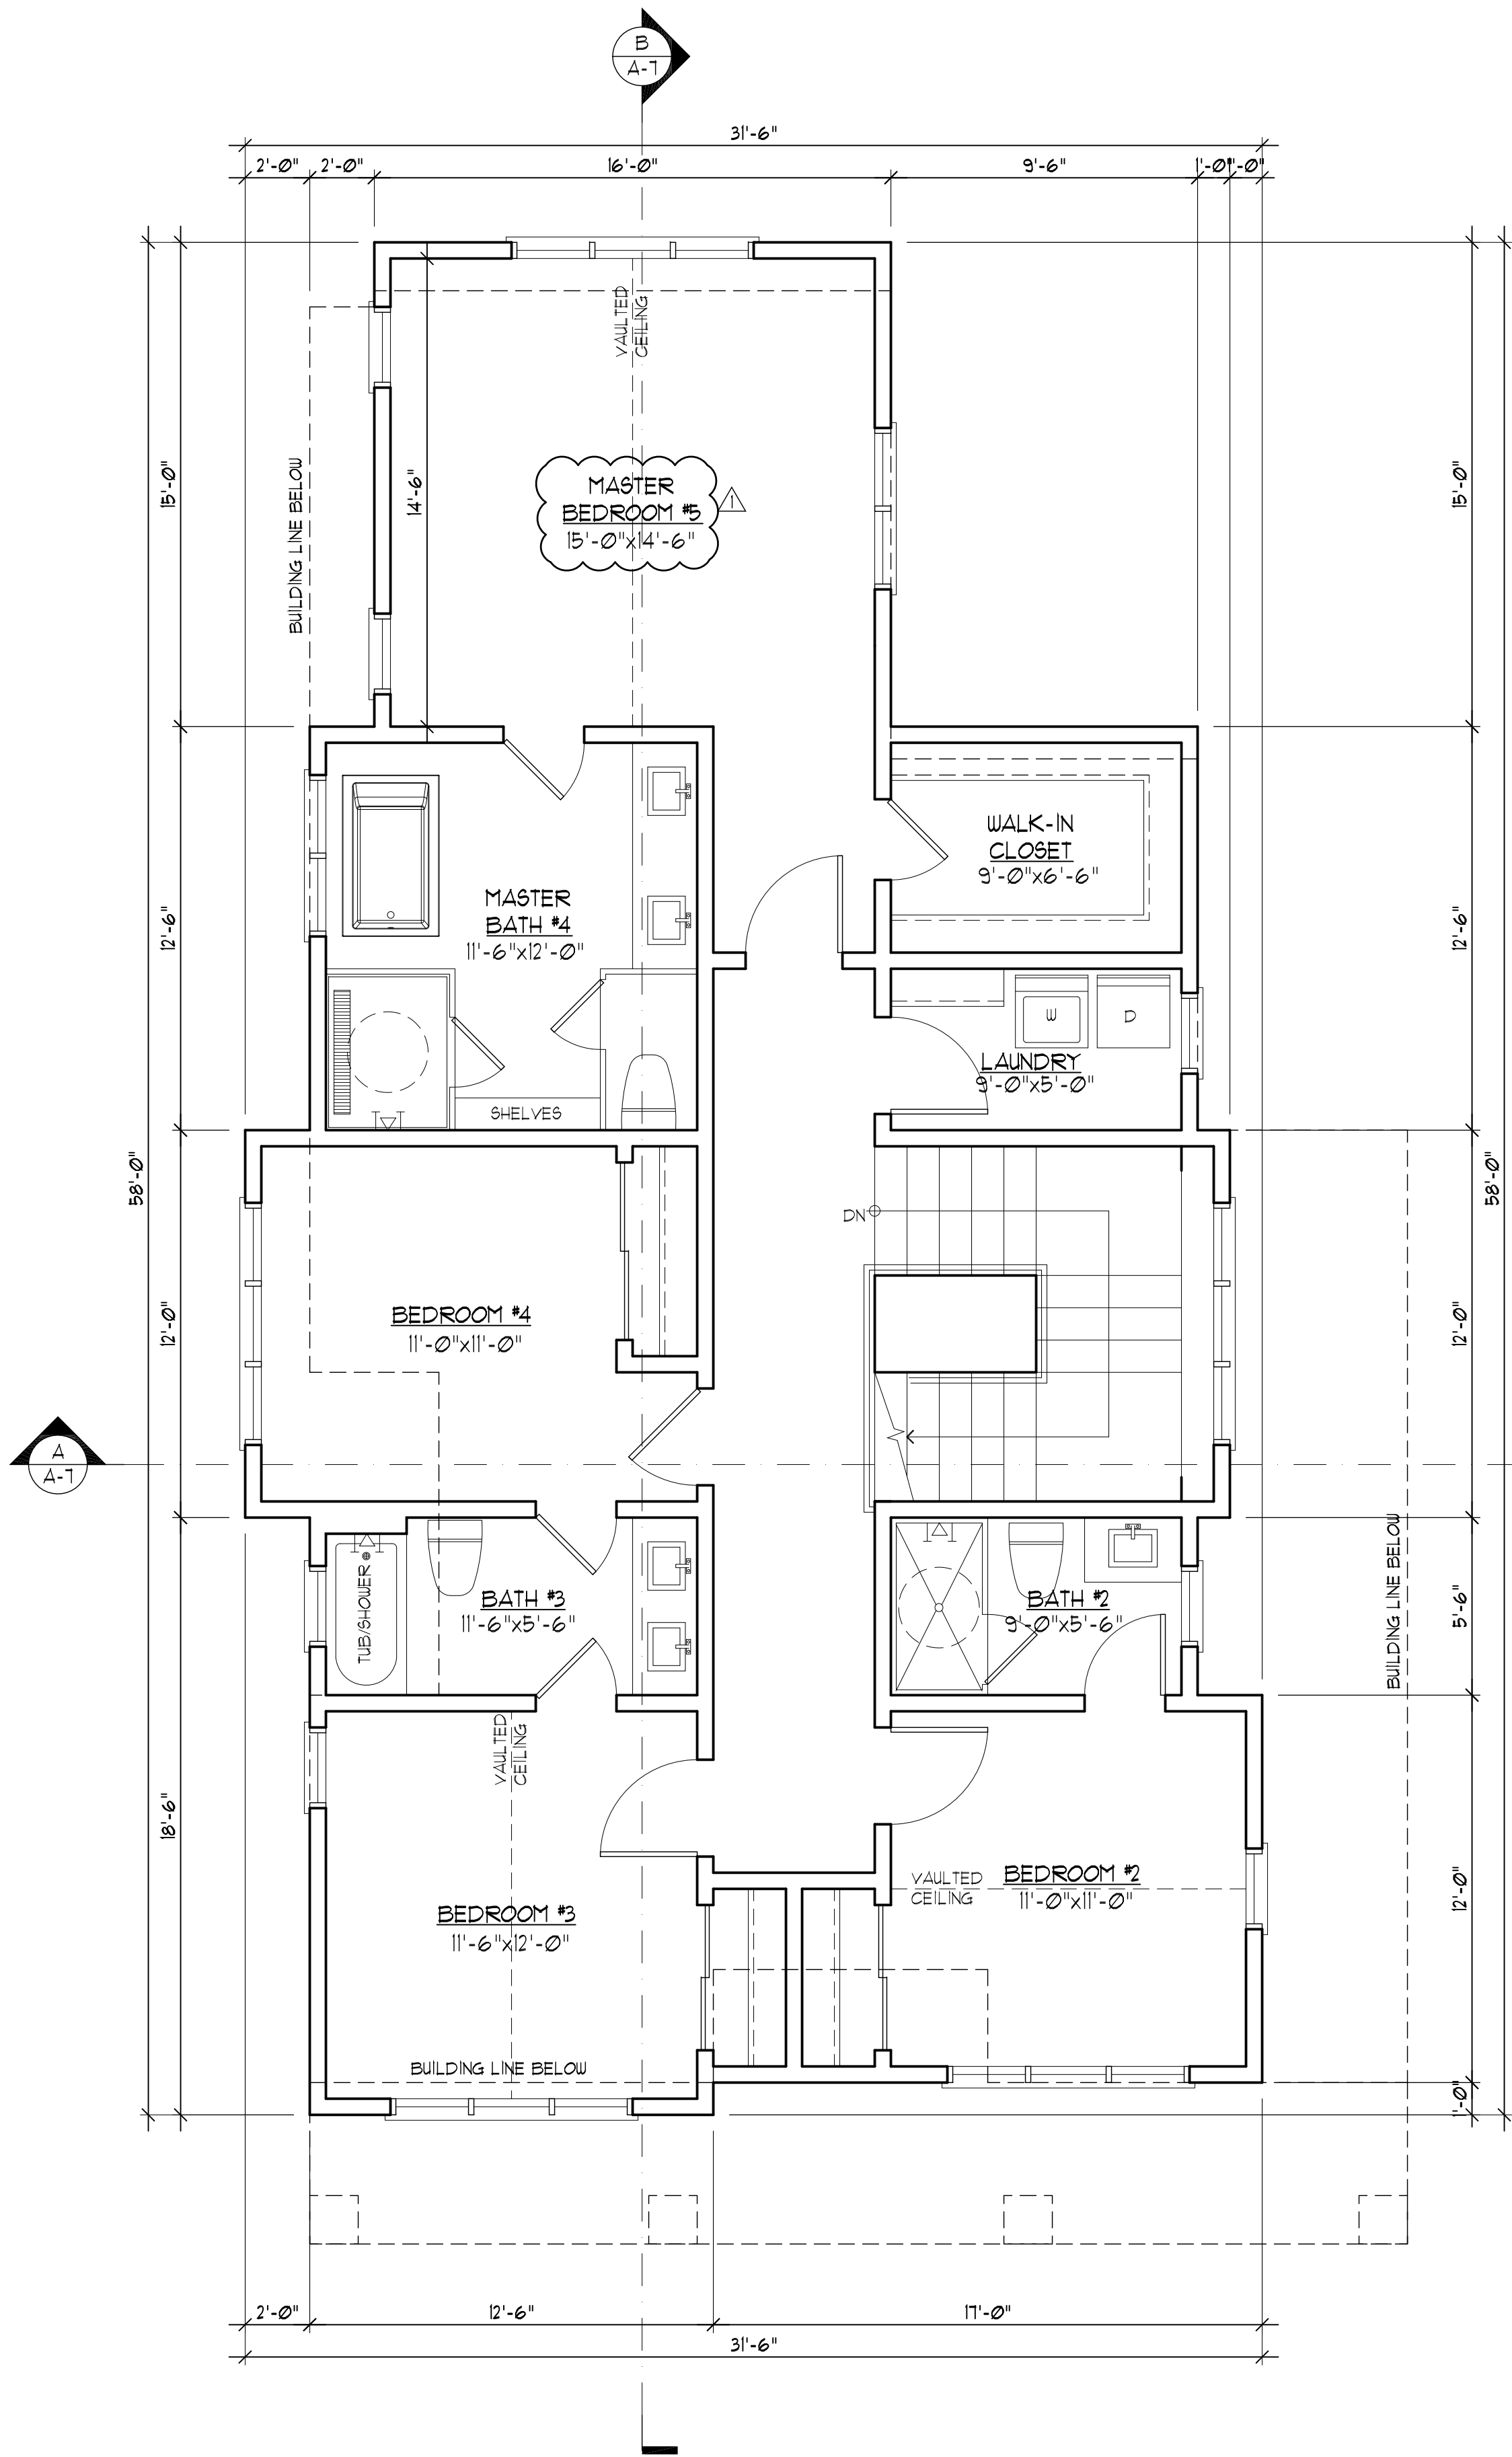 B
A-7
31'-6"
2'-0" 2'-0" 16'-0" 9'-6" 1'-0" 1'-0"
VAULTED
CEILING
BUILDING LINE BELOW
15'-0"
14'-6"
MASTER
BEDROOM #5
15'-0"x14'-6"
1
15'-0"
WALK-IN
CLOSET
9'-0"x6'-6"
MASTER
BATH #4
11'-6"x12'-0"
12'-6"
12'-6"
W D
LAUNDRY
9'-0"x5'-0"
SHELVES
58'-0"
58'-0"
DN
BEDROOM #4
11'-0"x11'-0"
12'-0"
12'-0"
A
A-7
TUB/SHOWER
BATH #3
11'-6"x5'-6"
BATH #2
9'-0"x5'-6"
BUILDING LINE BELOW
5'-6"
VAULTED
CEILING
18'-6"
VAULTED
CEILING
BEDROOM #2
11'-0"x11'-0"
12'-0"
BEDROOM #3
11'-6"x12'-0"
BUILDING LINE BELOW
1'-0"
2'-0" 12'-6" 17'-0"
31'-6"